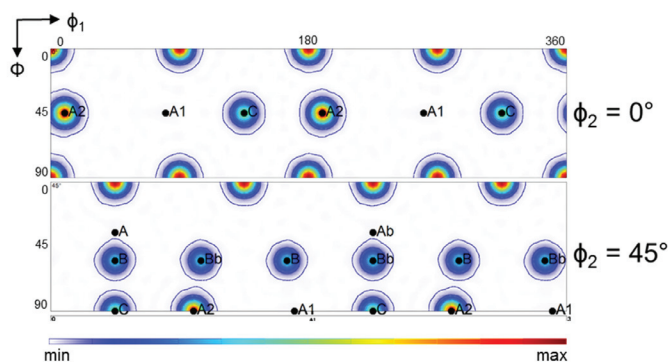 ϕ₁
Φ
0 180 360
0
45
90
A2 A1 C A2 A1 C
ϕ₂ = 0°
0
45
90
45°
A Ab
B Bb B Bb B Bb
C A2 A1 C A2 A1
ϕ₂ = 45°
min max